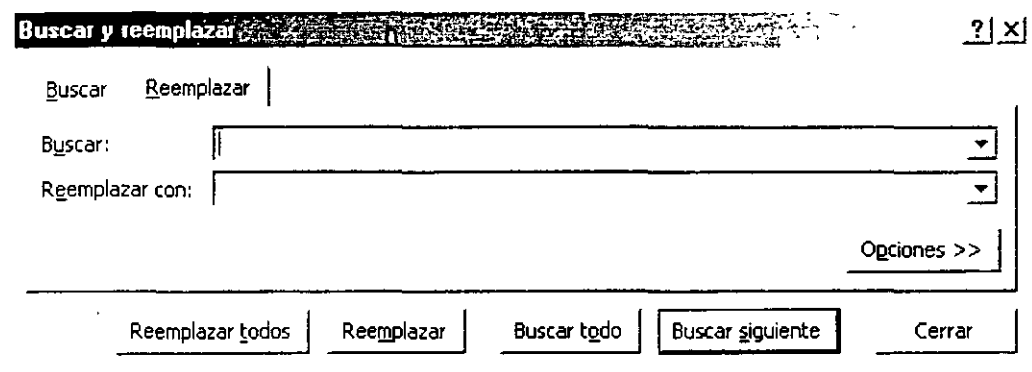 Buscar y reemplazar ? X
Buscar Reemplazar
Buscar:
Reemplazar con:
Opciones >>
Reemplazar todos Reemplazar Buscar todo Buscar siguiente Cerrar